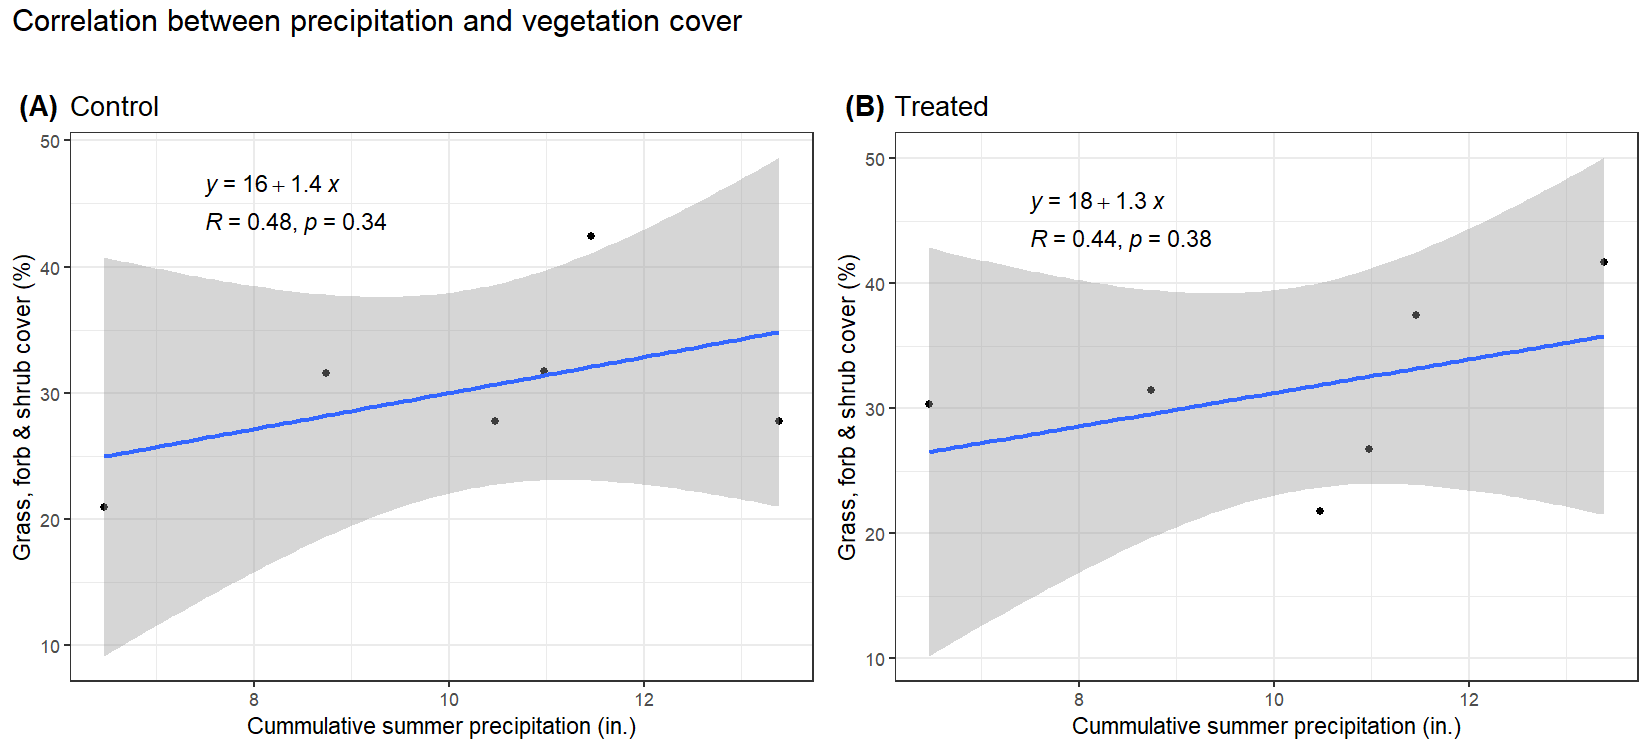 Correlation between precipitation and vegetation cover
(A) Control
50
40
30
20
10
y = 16 + 1.4 x
R = 0.48, p = 0.34
Grass, forb & shrub cover (%)
8 10 12
Cummulative summer precipitation (in.)
(B) Treated
50
40
30
20
10
y = 18 + 1.3 x
R = 0.44, p = 0.38
Grass, forb & shrub cover (%)
8 10 12
Cummulative summer precipitation (in.)